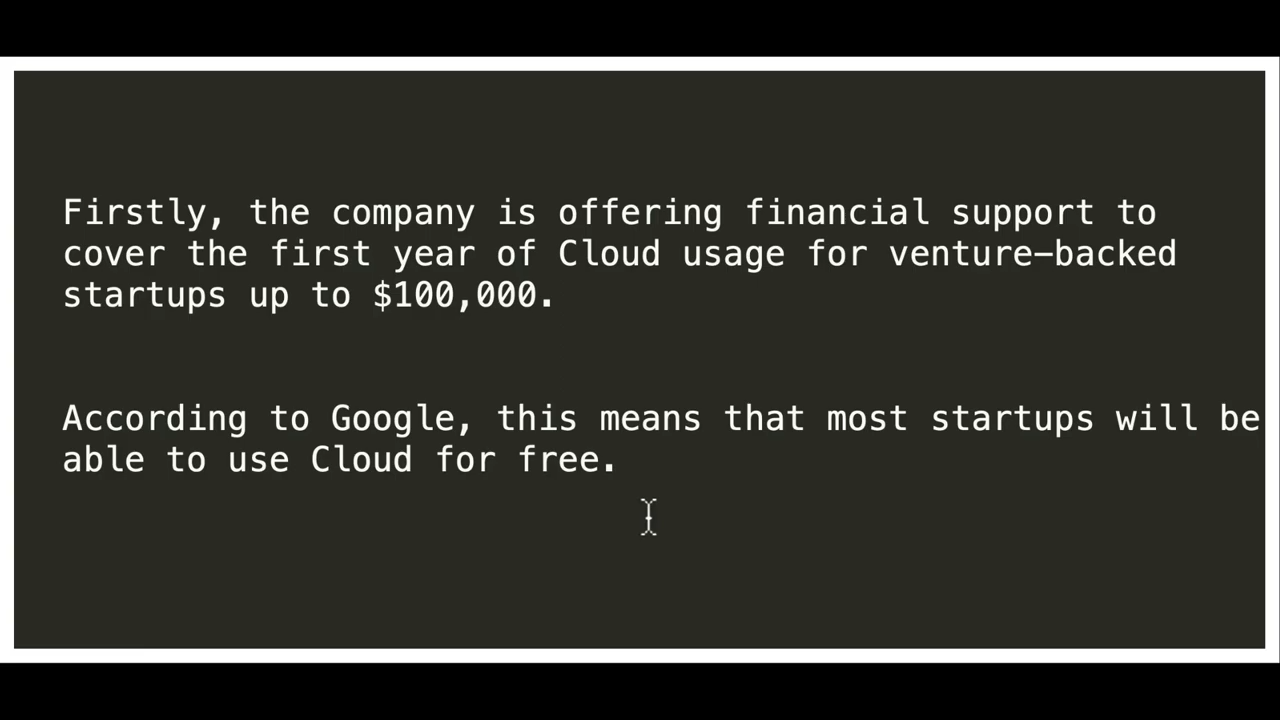 Firstly, the company is offering financial support to
cover the first year of Cloud usage for venture-backed
startups up to $100,000.
According to Google, this means that most startups will be
able to use Cloud for free.